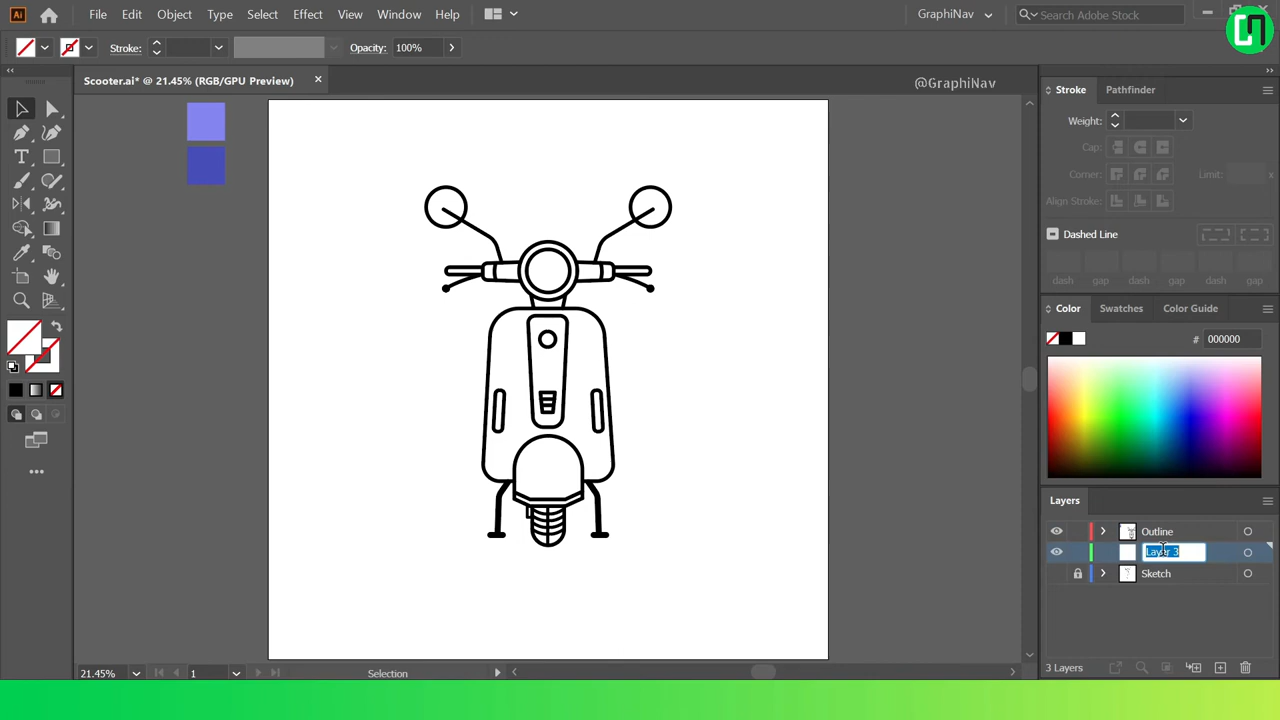 Ai File Edit Object Type Select Effect View Window Help GraphiNav Search Adobe Stock
Stroke: Opacity: 100%
Scooter.ai* @ 21.45% (RGB/GPU Preview) × @GraphiNav
Stroke Pathfinder
Weight:
Cap:
Corner: Limit: x
Align Stroke:
Dashed Line
dash gap dash gap dash gap
Color Swatches Color Guide
# 000000
Layers
Outline
Layer 3
Sketch
3 Layers
21.45% 1 Selection